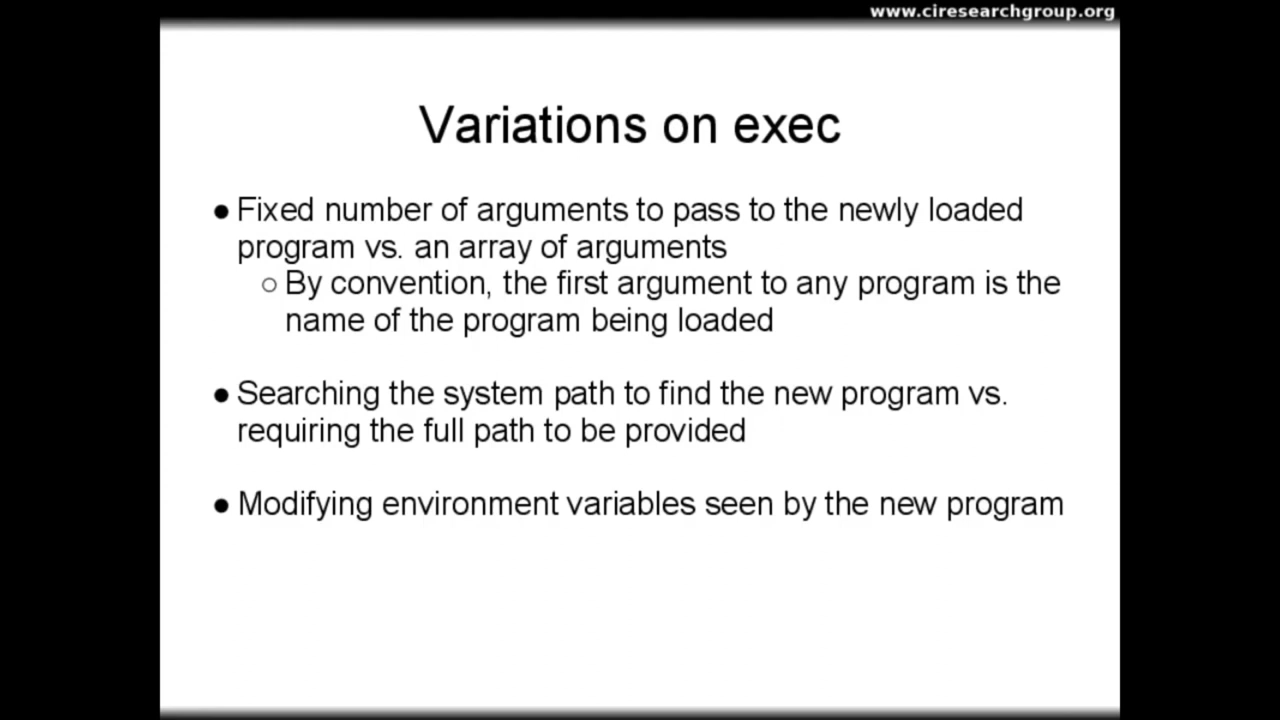 www.ciresearchgroup.org
Variations on exec
● Fixed number of arguments to pass to the newly loaded
program vs. an array of arguments
○ By convention, the first argument to any program is the
name of the program being loaded
● Searching the system path to find the new program vs.
requiring the full path to be provided
● Modifying environment variables seen by the new program